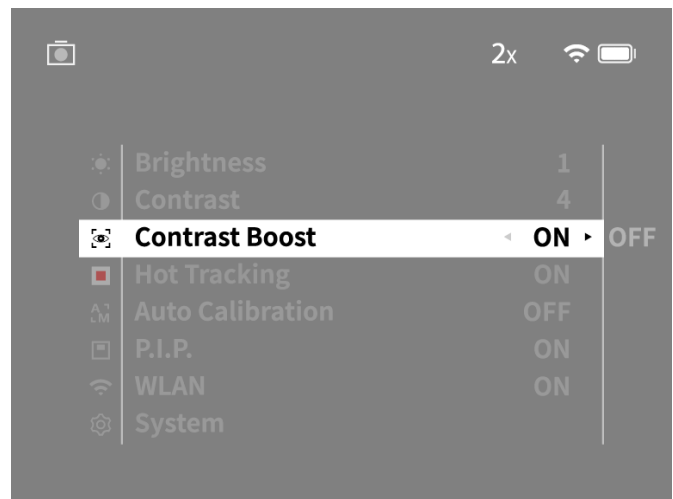 2x
Brightness 1
Contrast 4
Contrast Boost ON OFF
Hot Tracking ON
Auto Calibration OFF
P.I.P. ON
WLAN ON
System